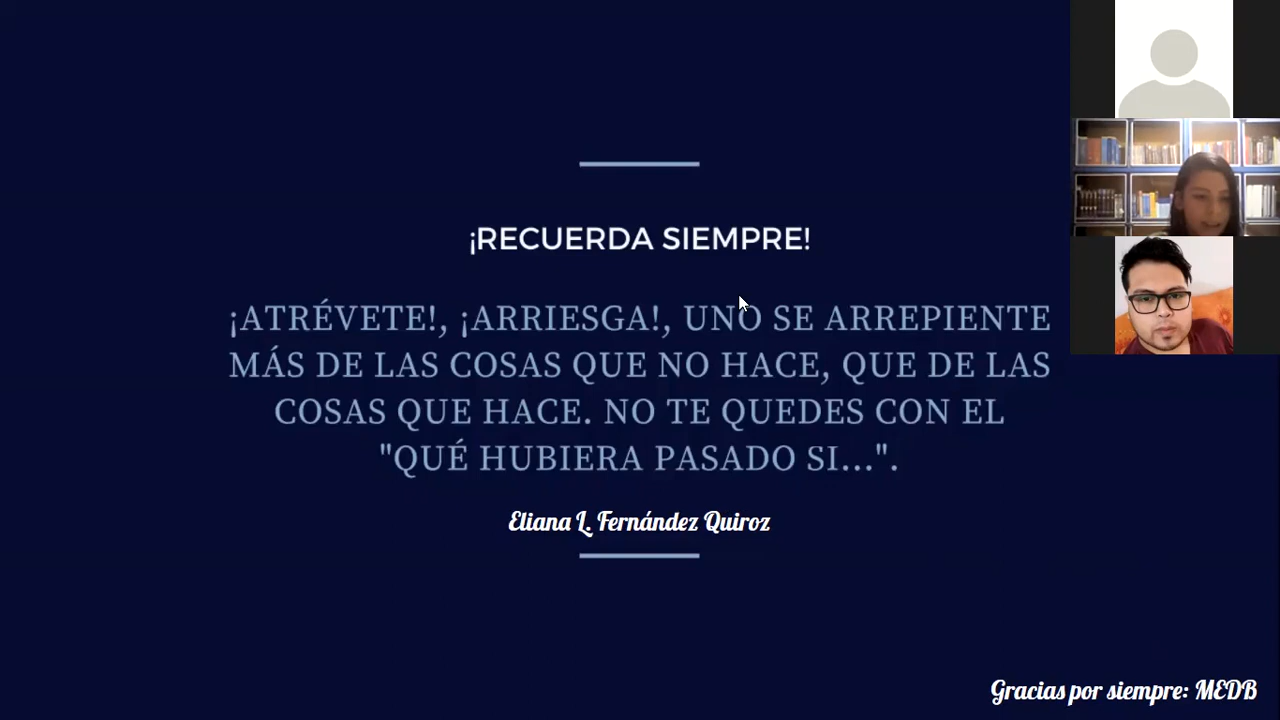 ¡RECUERDA SIEMPRE!
¡ATRÉVETE!, ¡ARRIESGA!, UNO SE ARREPIENTE
MÁS DE LAS COSAS QUE NO HACE, QUE DE LAS
COSAS QUE HACE. NO TE QUEDES CON EL
"QUÉ HUBIERA PASADO SI...".
Eliana L. Fernández Quiroz
Gracias por siempre: MEDB